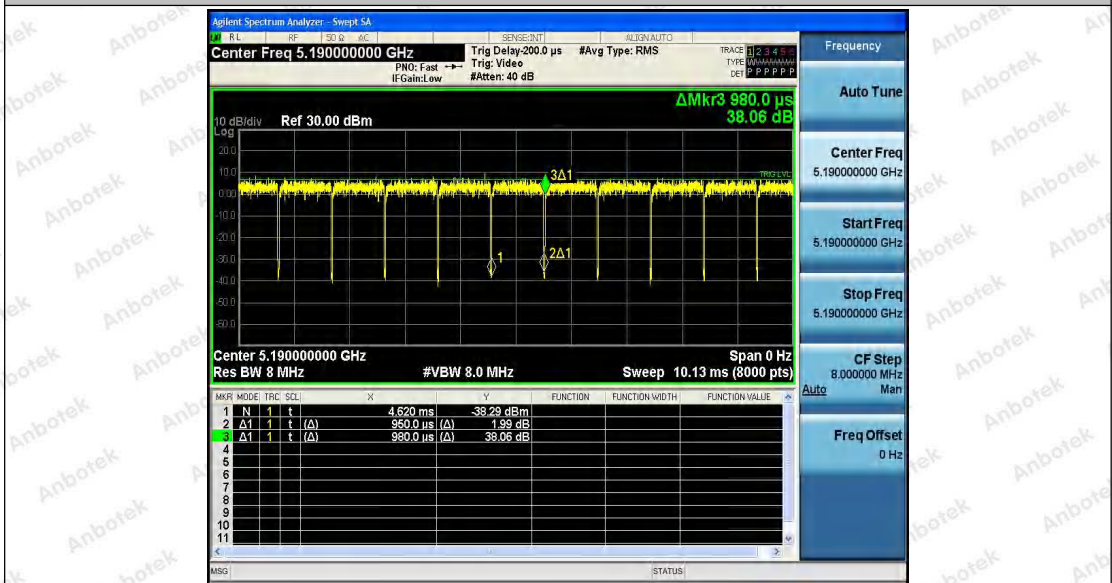 Agilent Spectrum Analyzer - Swept SA
RL RF 50 Ω AC SENSE:INT ALIGN AUTO
Center Freq 5.190000000 GHz
PNO: Fast
IFGain:Low
Trig Delay-200.0 µs
Trig: Video
#Atten: 40 dB
#Avg Type: RMS
TRACE 1 2 3 4 5 6
TYPE
DET P P P P P P
ΔMkr3 980.0 µs
38.06 dB
10 dB/div Ref 30.00 dBm
Log
20.0
10.0
0.00
-10.0
-20.0
-30.0
-40.0
-50.0
-60.0
3Δ1
TRIG LVL
1
2Δ1
Center 5.190000000 GHz Span 0 Hz
Res BW 8 MHz #VBW 8.0 MHz Sweep 10.13 ms (8000 pts)
MKR MODE TRC SCL X Y FUNCTION FUNCTION WIDTH FUNCTION VALUE
1 N 1 t 4.620 ms -38.29 dBm
2 Δ1 1 t (Δ) 950.0 µs (Δ) 1.99 dB
3 Δ1 1 t (Δ) 980.0 µs (Δ) 38.06 dB
4
5
6
7
8
9
10
11
MSG STATUS
Frequency
Auto Tune
Center Freq
5.190000000 GHz
Start Freq
5.190000000 GHz
Stop Freq
5.190000000 GHz
CF Step
8.000000 MHz
Auto Man
Freq Offset
0 Hz
Anbotek